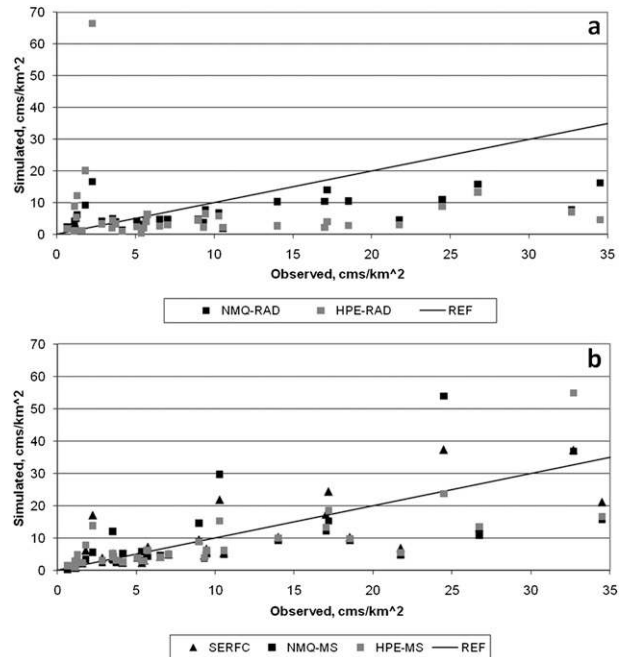 a
70
60
50
40
30
20
10
0
Simulated, cms/km^2
0 5 10 15 20 25 30 35
Observed, cms/km^2
NMQ-RAD HPE-RAD REF
b
70
60
50
40
30
20
10
0
Simulated, cms/km^2
0 5 10 15 20 25 30 35
Observed, cms/km^2
SERFC NMQ-MS HPE-MS REF